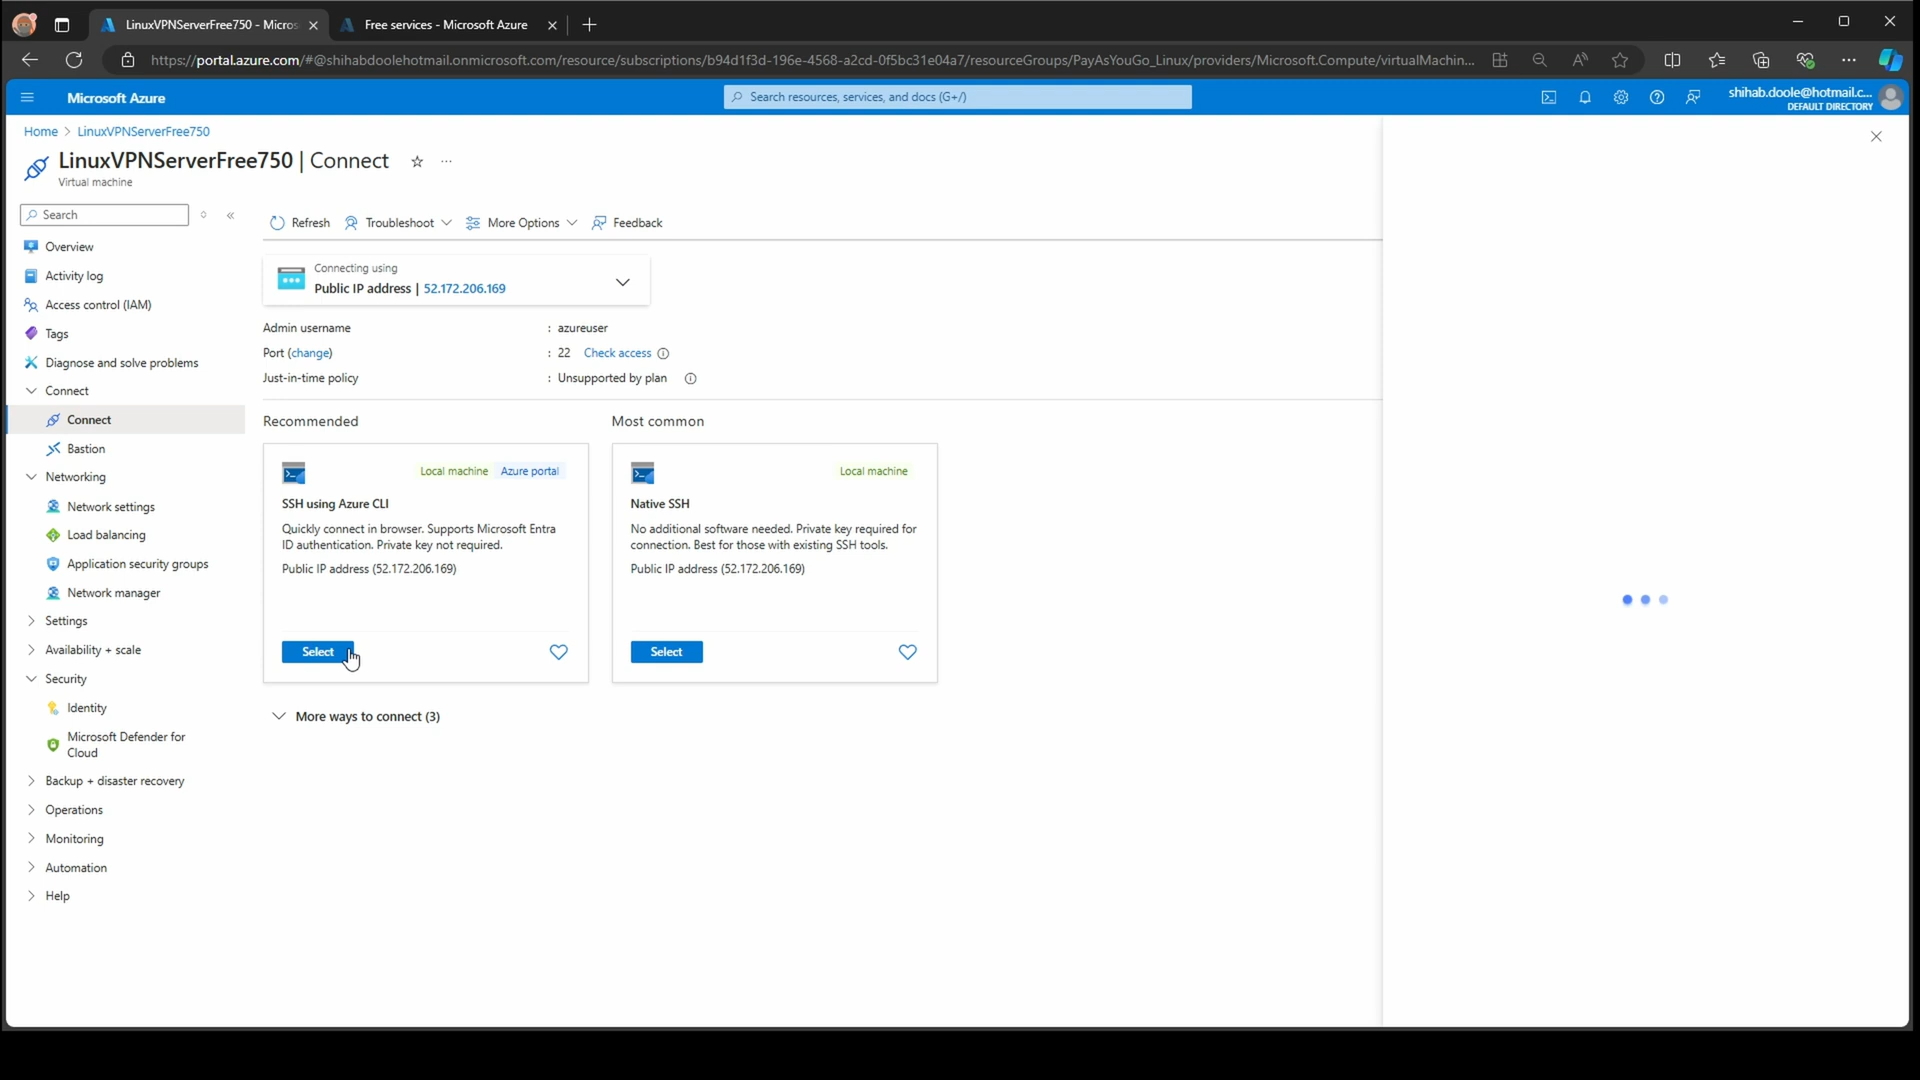 LinuxVPNServerFree750 - Micros
Free services - Microsoft Azure
https://portal.azure.com/#@shihabdoolehotmail.onmicrosoft.com/resource/subscriptions/b94d1f3d-196e-4568-a2cd-0f5bc31e04a7/resourceGroups/PayAsYouGo_Linux/providers/Microsoft.Compute/virtualMachin...
Microsoft Azure
Search resources, services, and docs (G+/)
shihab.doole@hotmail.c...
DEFAULT DIRECTORY
Home > LinuxVPNServerFree750
LinuxVPNServerFree750 | Connect
Virtual machine
Search
Refresh
Troubleshoot
More Options
Feedback
Overview
Activity log
Access control (IAM)
Tags
Diagnose and solve problems
Connect
Connect
Bastion
Networking
Network settings
Load balancing
Application security groups
Network manager
Settings
Availability + scale
Security
Identity
Microsoft Defender for
Cloud
Backup + disaster recovery
Operations
Monitoring
Automation
Help
Connecting using
Public IP address | 52.172.206.169
Admin username : azureuser
Port (change) : 22 Check access
Just-in-time policy : Unsupported by plan
Recommended
Local machine Azure portal
SSH using Azure CLI
Quickly connect in browser. Supports Microsoft Entra
ID authentication. Private key not required.
Public IP address (52.172.206.169)
Select
Most common
Local machine
Native SSH
No additional software needed. Private key required for
connection. Best for those with existing SSH tools.
Public IP address (52.172.206.169)
Select
More ways to connect (3)